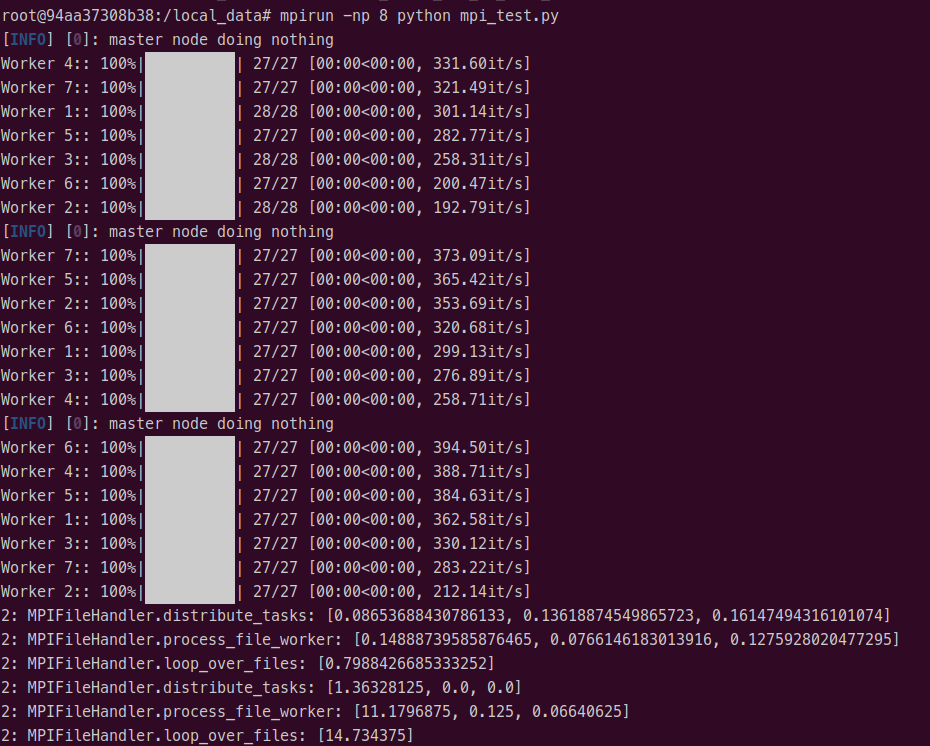 root@94aa37308b38:/local_data# mpirun -np 8 python mpi_test.py
[INFO] [0]: master node doing nothing
Worker 4:: 100%|██████████| 27/27 [00:00<00:00, 331.60it/s]
Worker 7:: 100%|██████████| 27/27 [00:00<00:00, 321.49it/s]
Worker 1:: 100%|██████████| 28/28 [00:00<00:00, 301.14it/s]
Worker 5:: 100%|██████████| 27/27 [00:00<00:00, 282.77it/s]
Worker 3:: 100%|██████████| 28/28 [00:00<00:00, 258.31it/s]
Worker 6:: 100%|██████████| 27/27 [00:00<00:00, 200.47it/s]
Worker 2:: 100%|██████████| 28/28 [00:00<00:00, 192.79it/s]
[INFO] [0]: master node doing nothing
Worker 7:: 100%|██████████| 27/27 [00:00<00:00, 373.09it/s]
Worker 5:: 100%|██████████| 27/27 [00:00<00:00, 365.42it/s]
Worker 2:: 100%|██████████| 27/27 [00:00<00:00, 353.69it/s]
Worker 6:: 100%|██████████| 27/27 [00:00<00:00, 320.68it/s]
Worker 1:: 100%|██████████| 27/27 [00:00<00:00, 299.13it/s]
Worker 3:: 100%|██████████| 27/27 [00:00<00:00, 276.89it/s]
Worker 4:: 100%|██████████| 27/27 [00:00<00:00, 258.71it/s]
[INFO] [0]: master node doing nothing
Worker 6:: 100%|██████████| 27/27 [00:00<00:00, 394.50it/s]
Worker 4:: 100%|██████████| 27/27 [00:00<00:00, 388.71it/s]
Worker 5:: 100%|██████████| 27/27 [00:00<00:00, 384.63it/s]
Worker 1:: 100%|██████████| 27/27 [00:00<00:00, 362.58it/s]
Worker 3:: 100%|██████████| 27/27 [00:00<00:00, 330.12it/s]
Worker 7:: 100%|██████████| 27/27 [00:00<00:00, 283.22it/s]
Worker 2:: 100%|██████████| 27/27 [00:00<00:00, 212.14it/s]
2: MPIFileHandler.distribute_tasks: [0.08653688430786133, 0.13618874549865723, 0.16147494316101074]
2: MPIFileHandler.process_file_worker: [0.14888739585876465, 0.0766146183013916, 0.1275928020477295]
2: MPIFileHandler.loop_over_files: [0.7988426685333252]
2: MPIFileHandler.distribute_tasks: [1.36328125, 0.0, 0.0]
2: MPIFileHandler.process_file_worker: [11.1796875, 0.125, 0.06640625]
2: MPIFileHandler.loop_over_files: [14.734375]